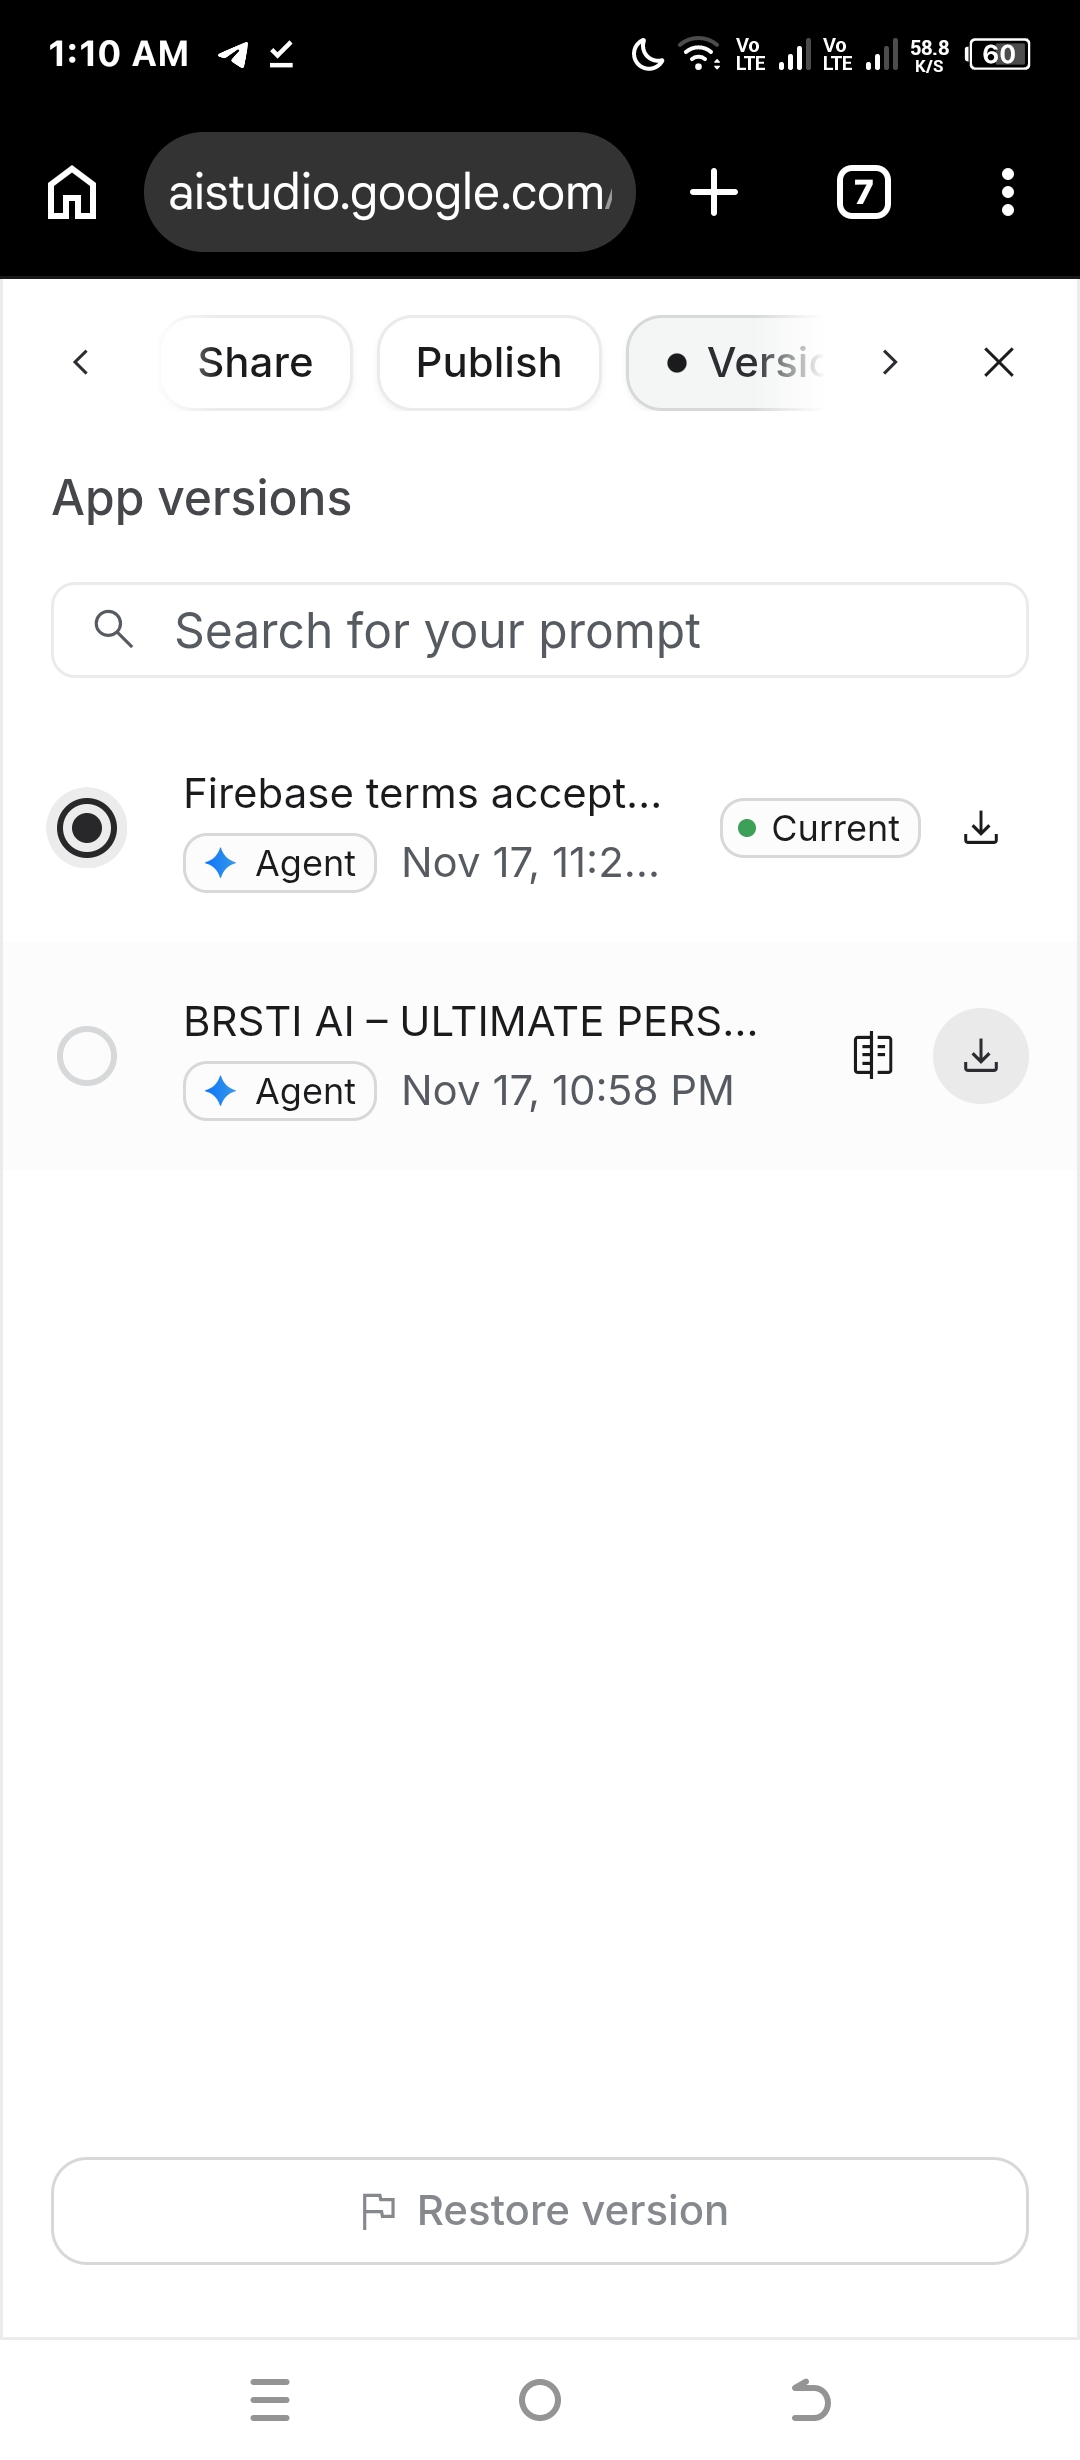 1:10 AM
Vo LTE
Vo LTE
58.8 K/S
60
aistudio.google.com/
7
Share
Publish
Versio
App versions
Search for your prompt
Firebase terms accept...
Agent
Nov 17, 11:2...
Current
BRSTI AI – ULTIMATE PERS...
Agent
Nov 17, 10:58 PM
Restore version